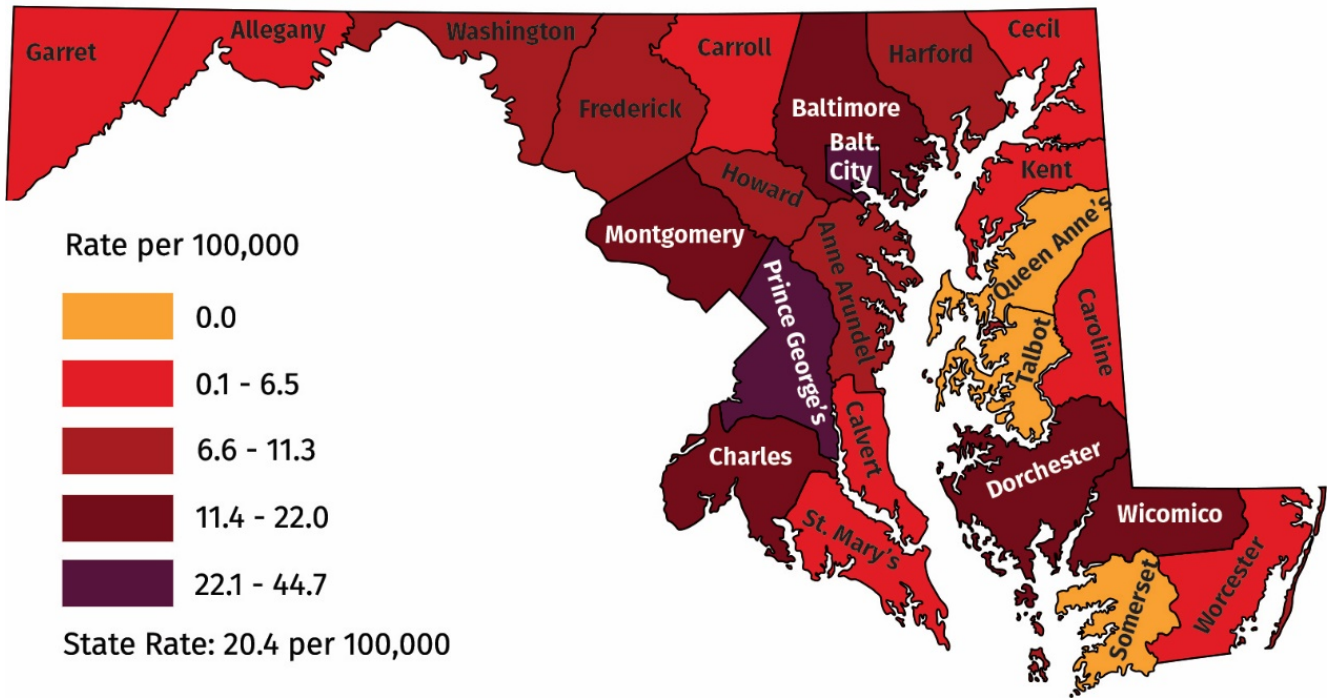 Garret
Allegany
Washington
Frederick
Carroll
Baltimore
Balt.
City
Harford
Cecil
Kent
Queen Anne's
Talbot
Caroline
Howard
Montgomery
Anne Arundel
Prince George's
Calvert
Charles
St. Mary's
Dorchester
Wicomico
Somerset
Worcester
Rate per 100,000
0.0
0.1 - 6.5
6.6 - 11.3
11.4 - 22.0
22.1 - 44.7
State Rate: 20.4 per 100,000